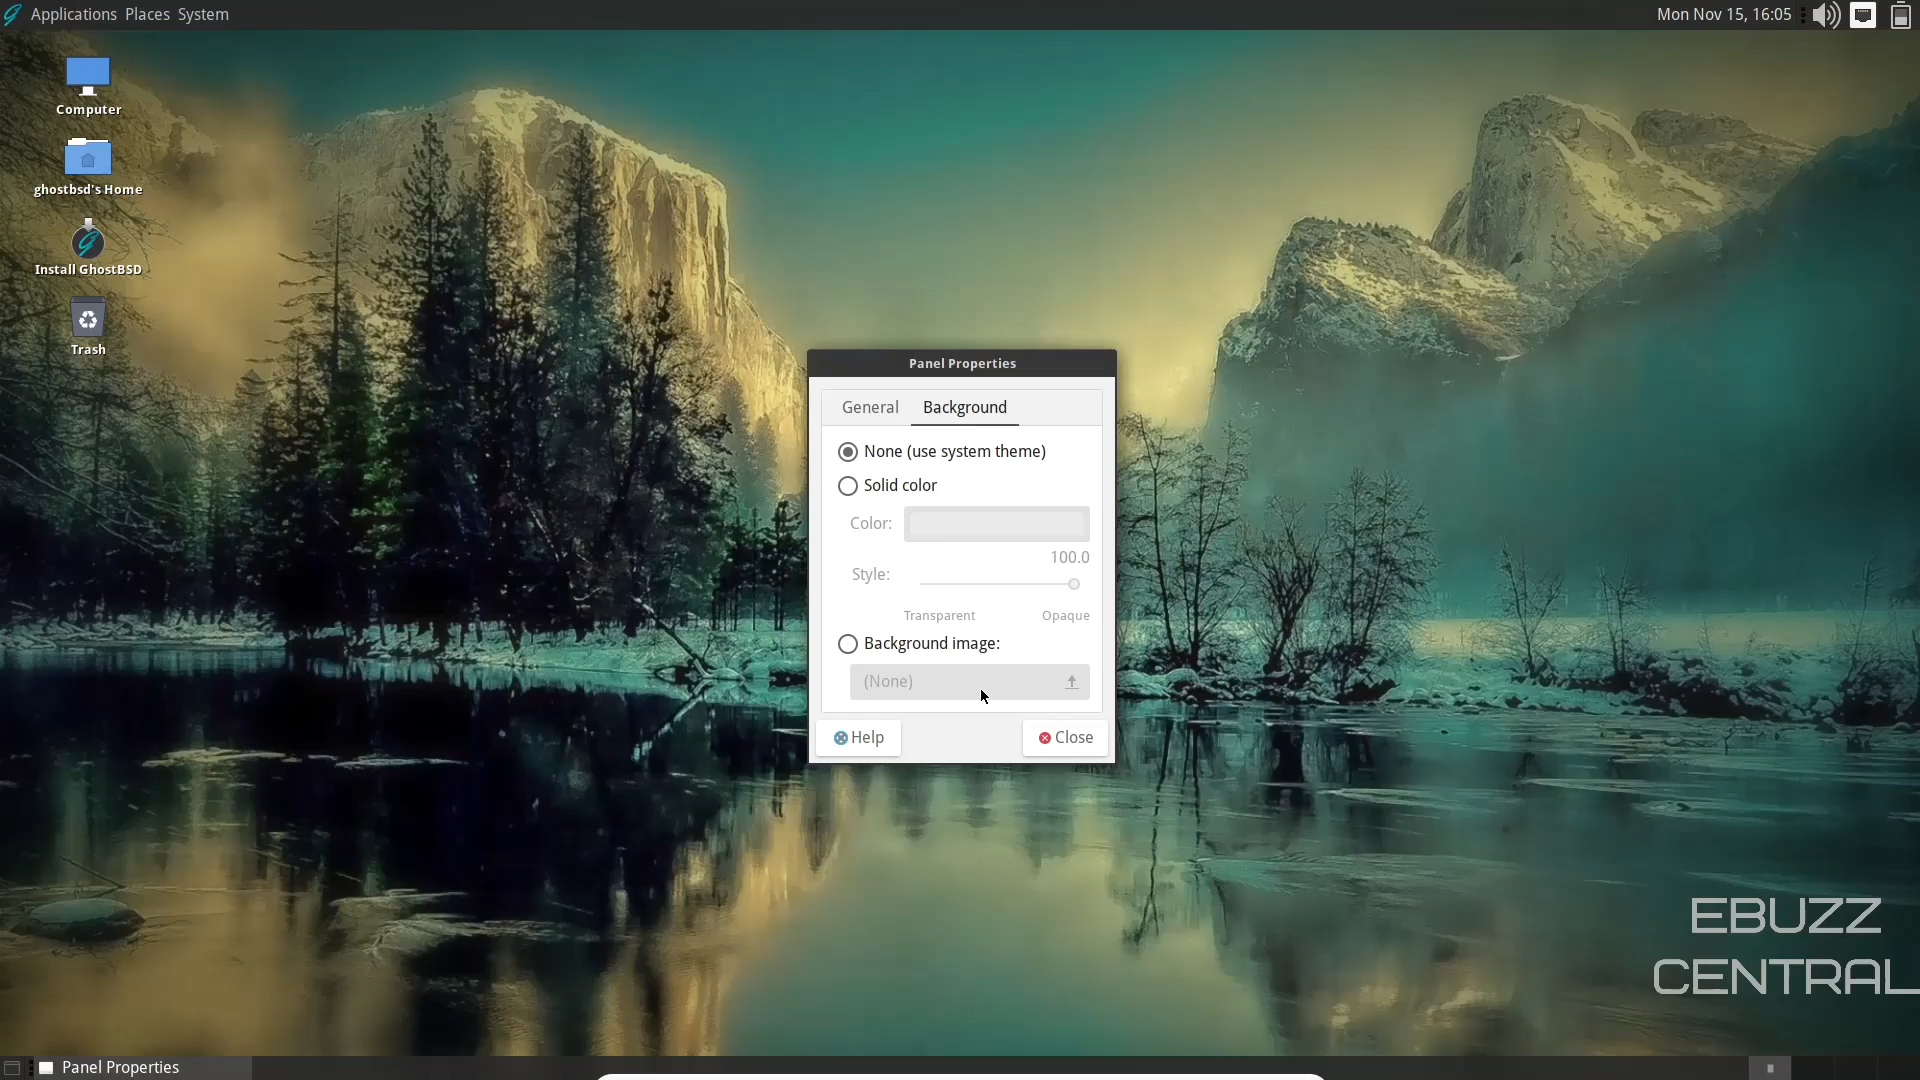 Applications Places System
Mon Nov 15, 16:05
Computer
ghostbsd's Home
Install GhostBSD
Trash
Panel Properties
General Background
None (use system theme)
Solid color
Color:
100.0
Style:
Transparent Opaque
Background image:
(None)
Help Close
EBUZZ
CENTRAL
Panel Properties